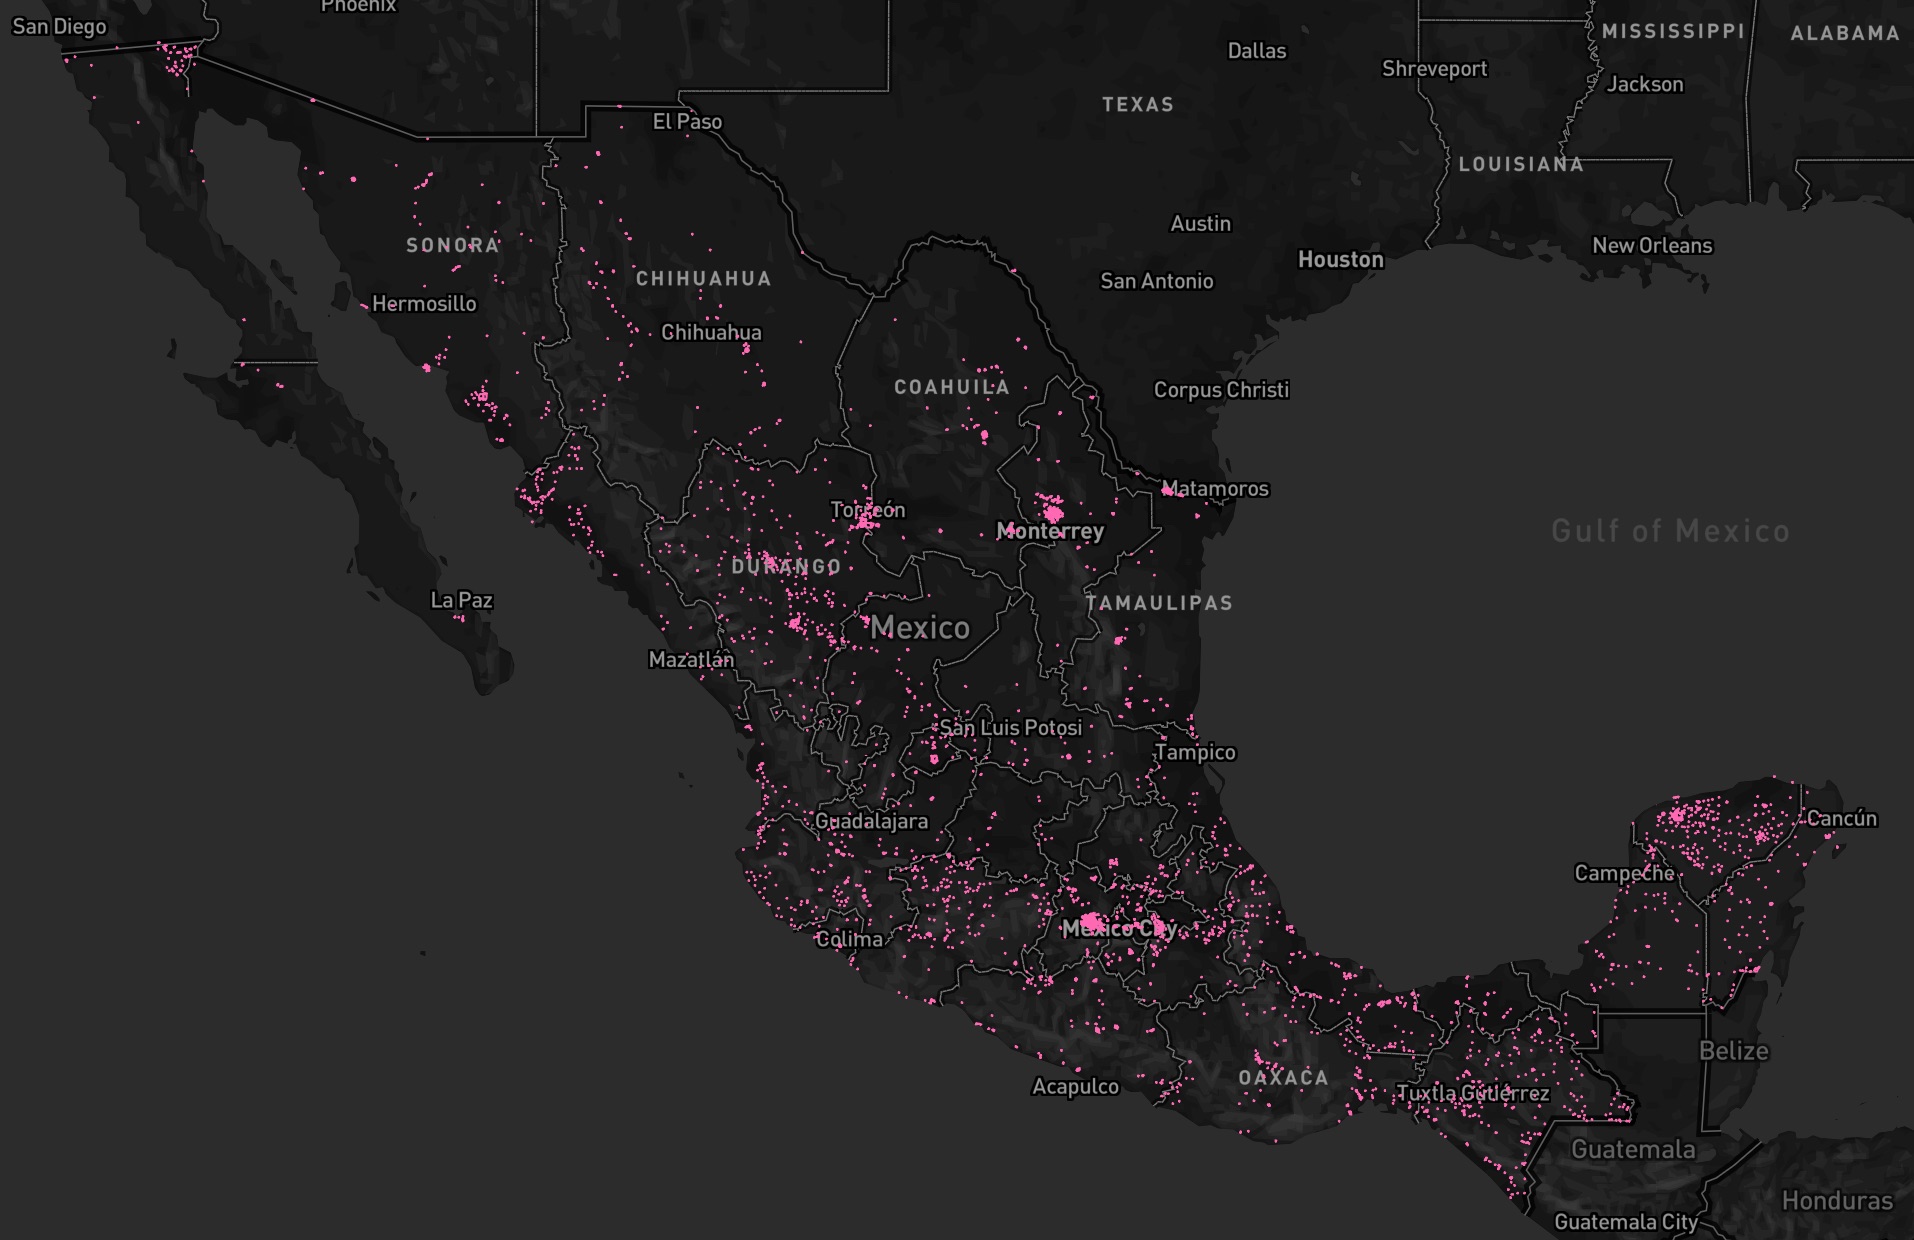 Phoenix
San Diego
MISSISSIPPI
ALABAMA
Dallas
Shreveport
Jackson
TEXAS
El Paso
LOUISIANA
Austin
SONORA
New Orleans
Houston
CHIHUAHUA
San Antonio
Hermosillo
Chihuahua
COAHUILA
Corpus Christi
Matamoros
Torreón
Monterrey
Gulf of Mexico
DURANGO
La Paz
TAMAULIPAS
Mexico
Mazatlán
San Luis Potosi
Tampico
Guadalajara
Cancún
Campeche
Mexico City
Colima
Belize
OAXACA
Acapulco
Tuxtla Gutiérrez
Guatemala
Honduras
Guatemala City